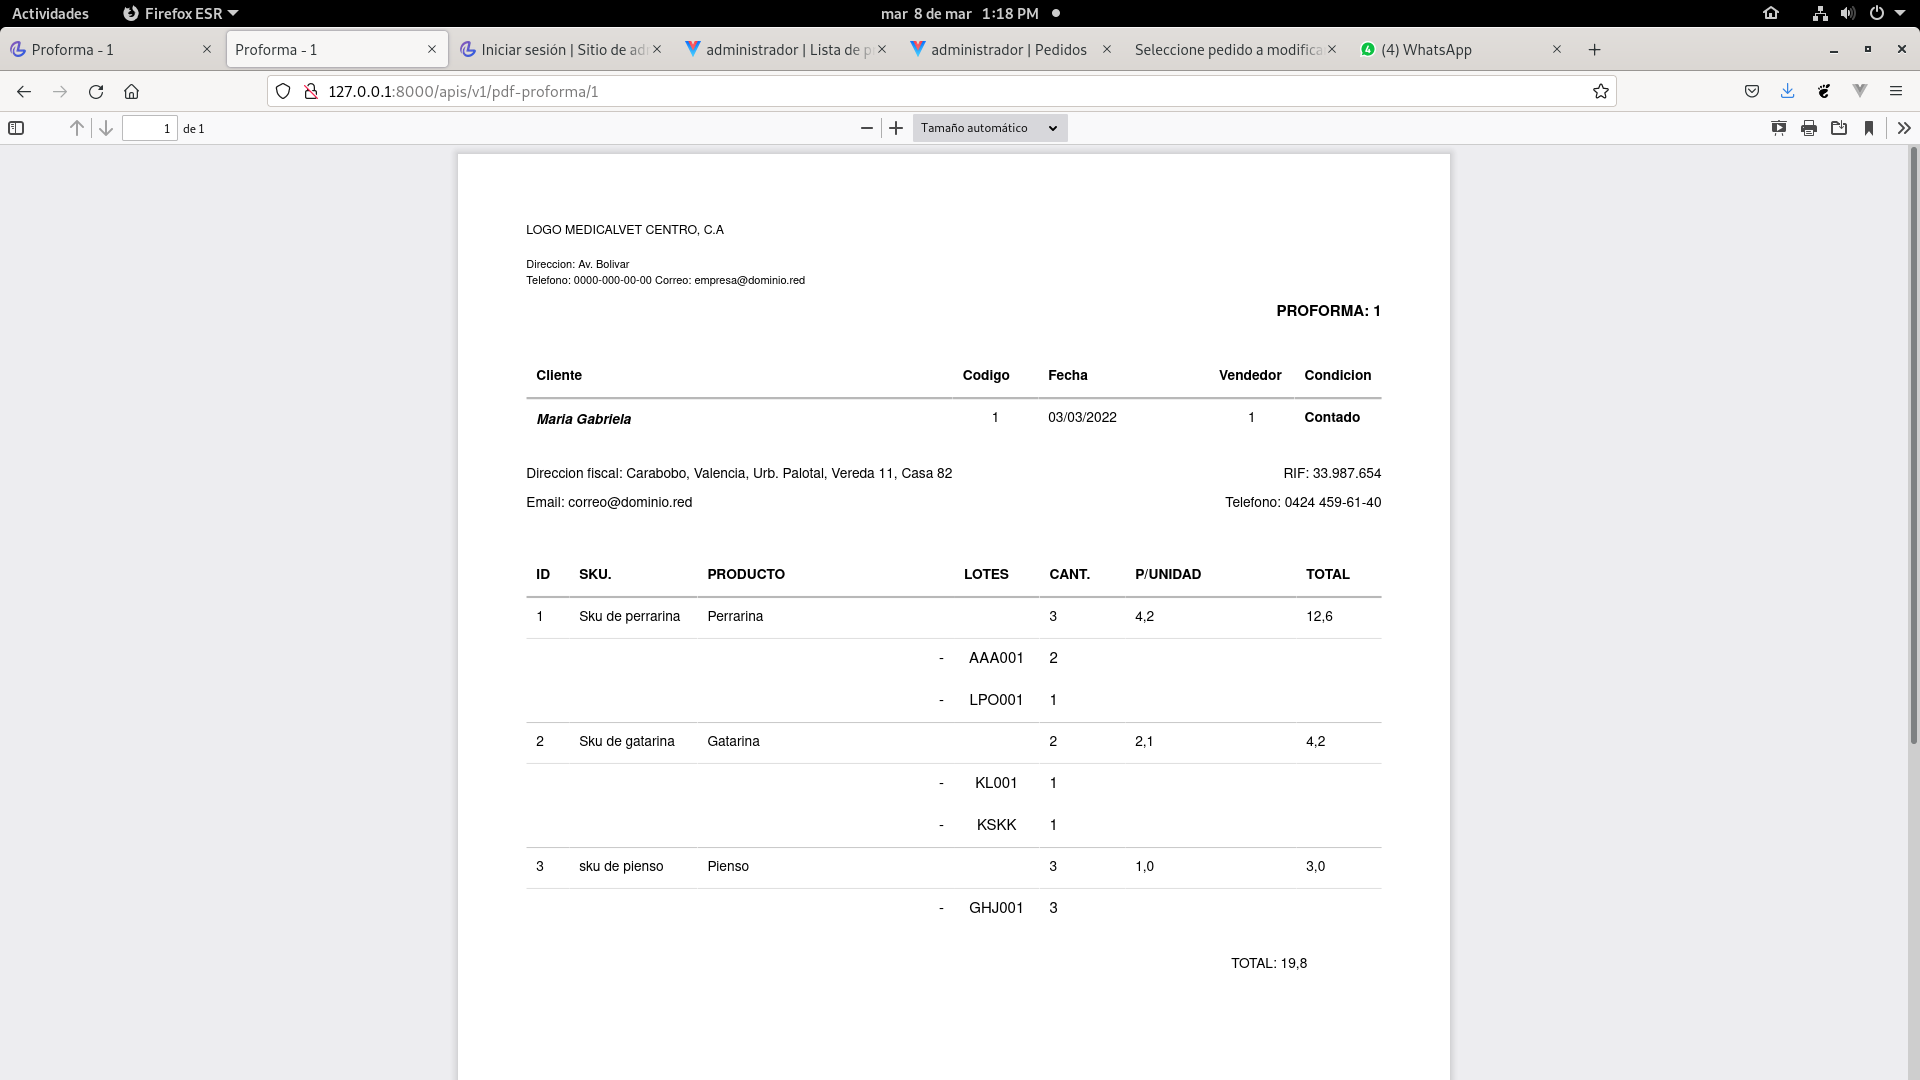 Actividades Firefox ESR mar 8 de mar 1:18 PM
Proforma - 1 Proforma - 1 Iniciar sesión | Sitio de ad administrador | Lista de p administrador | Pedidos Seleccione pedido a modifica (4) WhatsApp
127.0.0.1:8000/apis/v1/pdf-proforma/1
1 de 1 Tamaño automático
LOGO MEDICALVET CENTRO, C.A
Direccion: Av. Bolivar
Telefono: 0000-000-00-00 Correo: empresa@dominio.red
PROFORMA: 1
Cliente Codigo Fecha Vendedor Condicion
Maria Gabriela 1 03/03/2022 1 Contado
Direccion fiscal: Carabobo, Valencia, Urb. Palotal, Vereda 11, Casa 82 RIF: 33.987.654
Email: correo@dominio.red Telefono: 0424 459-61-40
ID SKU. PRODUCTO LOTES CANT. P/UNIDAD TOTAL
1 Sku de perrarina Perrarina 3 4,2 12,6
- AAA001 2
- LPO001 1
2 Sku de gatarina Gatarina 2 2,1 4,2
- KL001 1
- KSKK 1
3 sku de pienso Pienso 3 1,0 3,0
- GHJ001 3
TOTAL: 19,8